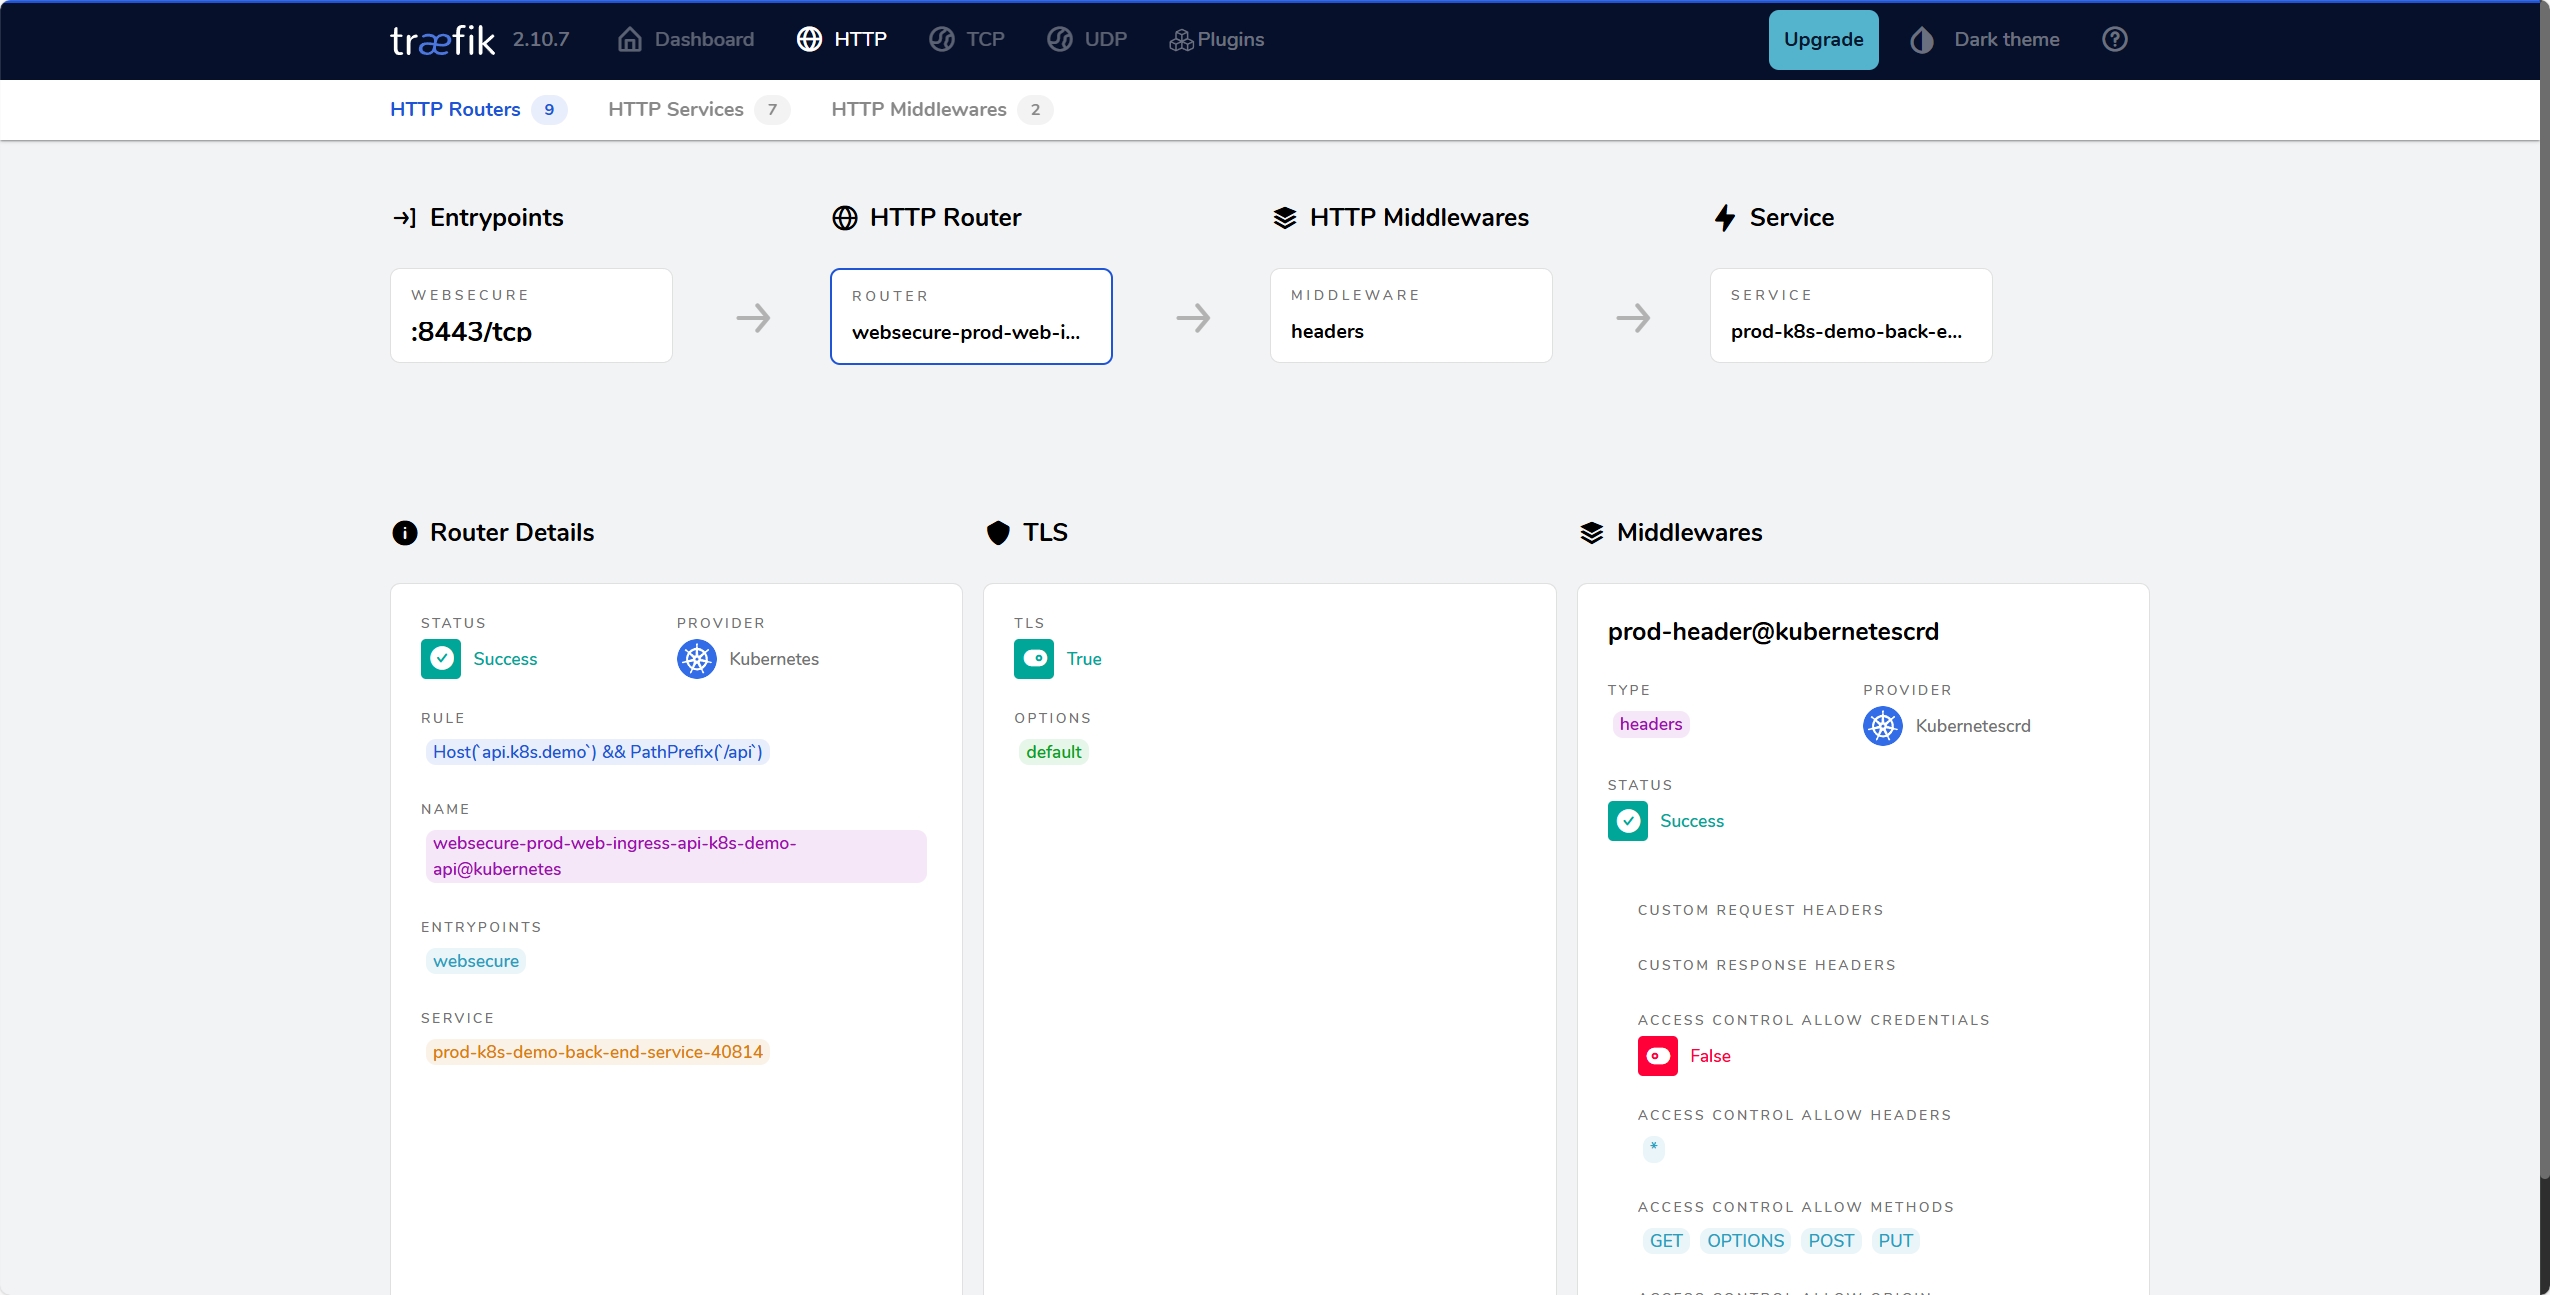 træfik 2.10.7 Dashboard HTTP TCP UDP Plugins Upgrade Dark theme
HTTP Routers 9 HTTP Services 7 HTTP Middlewares 2
Entrypoints HTTP Router HTTP Middlewares Service
WEBSECURE
:8443/tcp
ROUTER
websecure-prod-web-i...
MIDDLEWARE
headers
SERVICE
prod-k8s-demo-back-e...
Router Details
STATUS PROVIDER
Success Kubernetes
RULE
Host(`api.k8s.demo`) && PathPrefix(`/api`)
NAME
websecure-prod-web-ingress-api-k8s-demo-
api@kubernetes
ENTRYPOINTS
websecure
SERVICE
prod-k8s-demo-back-end-service-40814
TLS
TLS
True
OPTIONS
default
Middlewares
prod-header@kubernetescrd
TYPE PROVIDER
headers Kubernetescrd
STATUS
Success
CUSTOM REQUEST HEADERS
CUSTOM RESPONSE HEADERS
ACCESS CONTROL ALLOW CREDENTIALS
False
ACCESS CONTROL ALLOW HEADERS
*
ACCESS CONTROL ALLOW METHODS
GET OPTIONS POST PUT